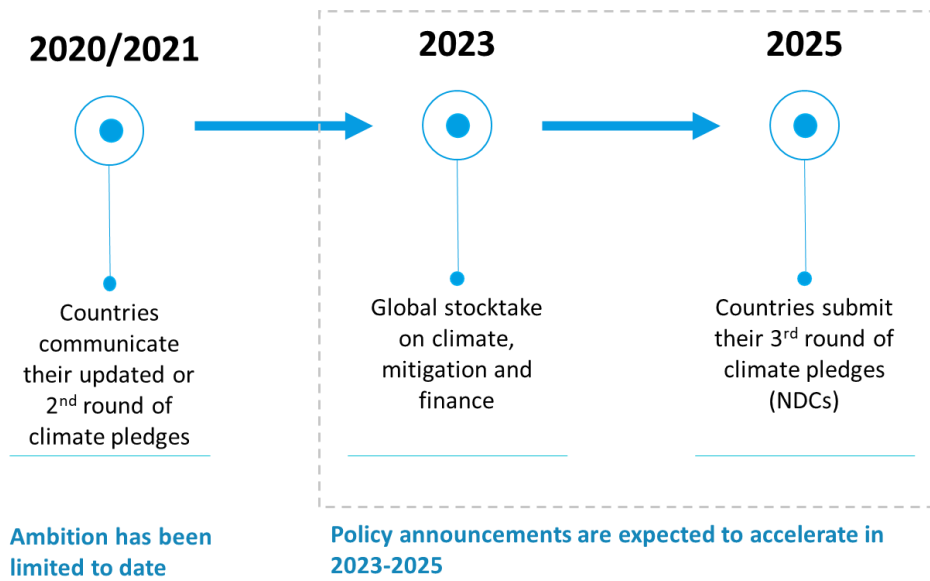 2020/2021
Countries
communicate
their updated or
2nd round of
climate pledges
Ambition has been
limited to date
2023
Global stocktake
on climate,
mitigation and
finance
2025
Countries submit
their 3rd round of
climate pledges
(NDCs)
Policy announcements are expected to accelerate in
2023-2025